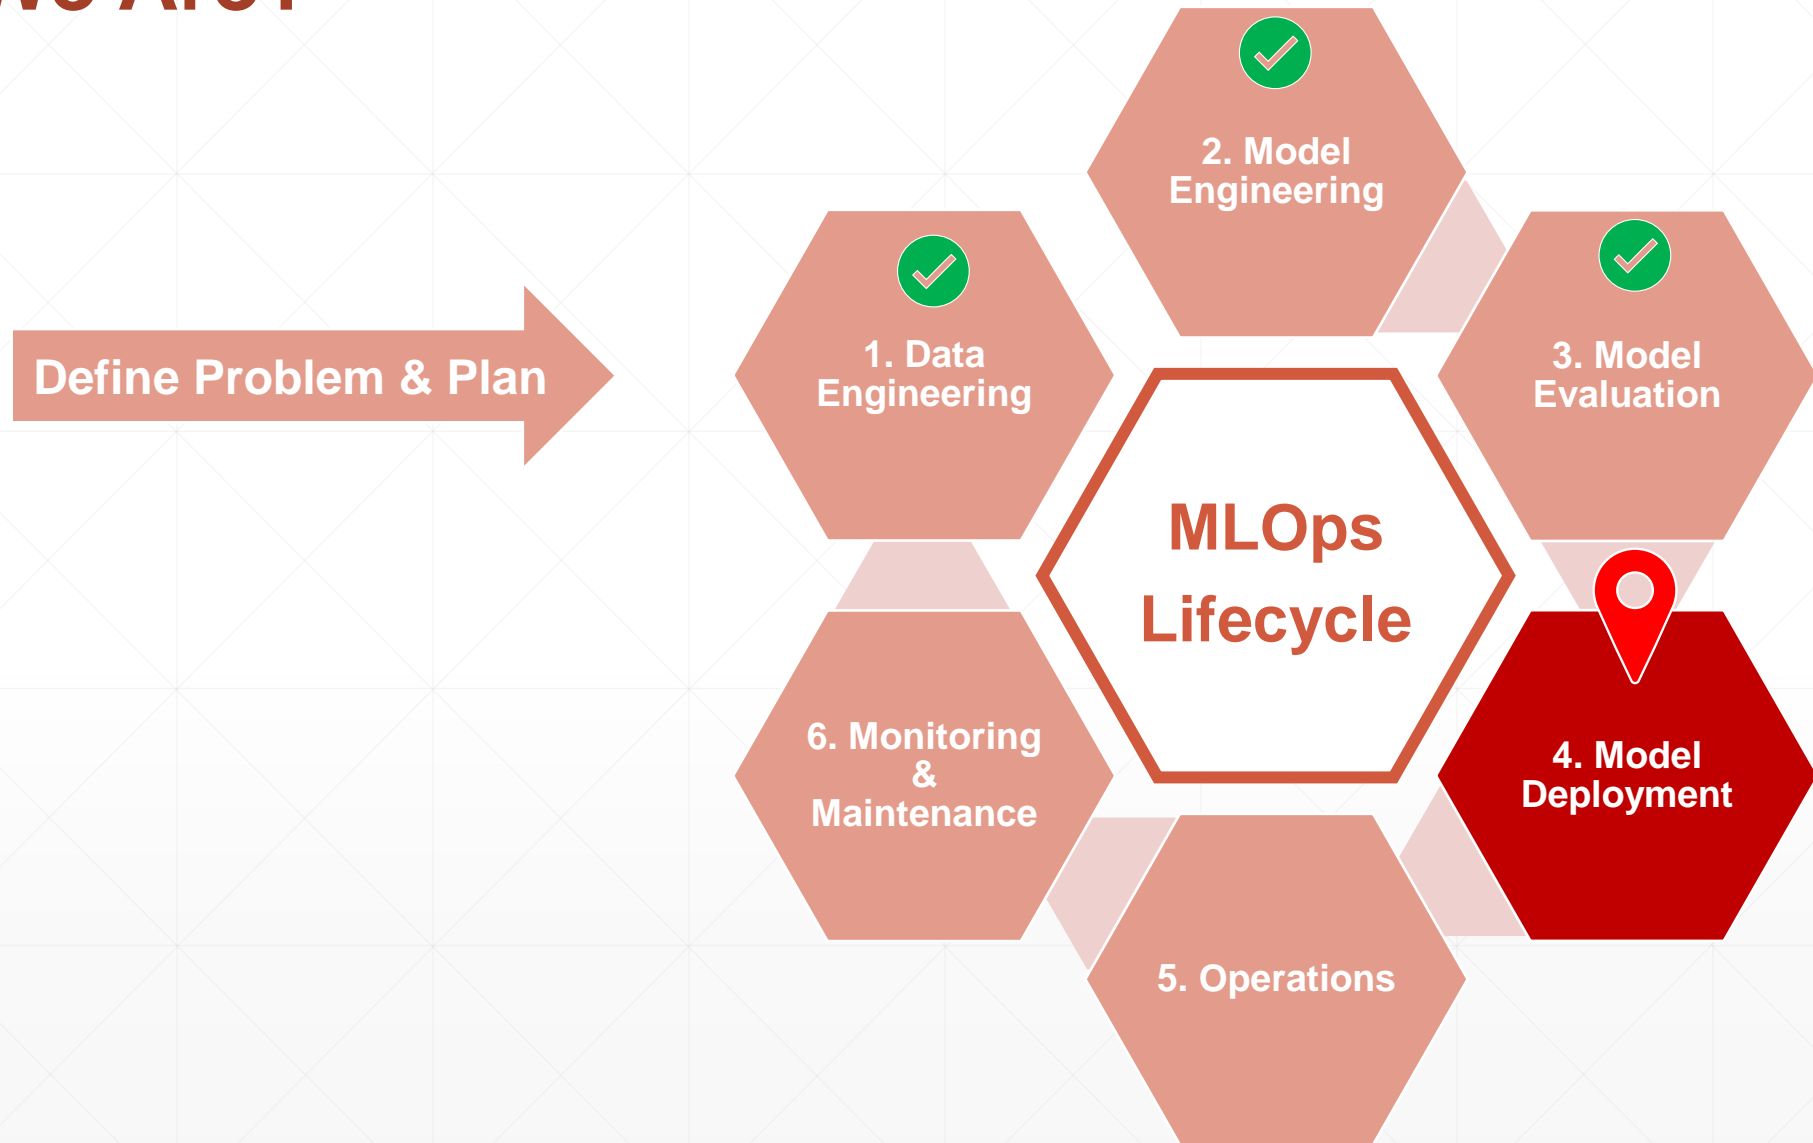 Define Problem & Plan
1. Data
Engineering
2. Model
Engineering
3. Model
Evaluation
4. Model
Deployment
5. Operations
6. Monitoring
&
Maintenance
MLOps
Lifecycle